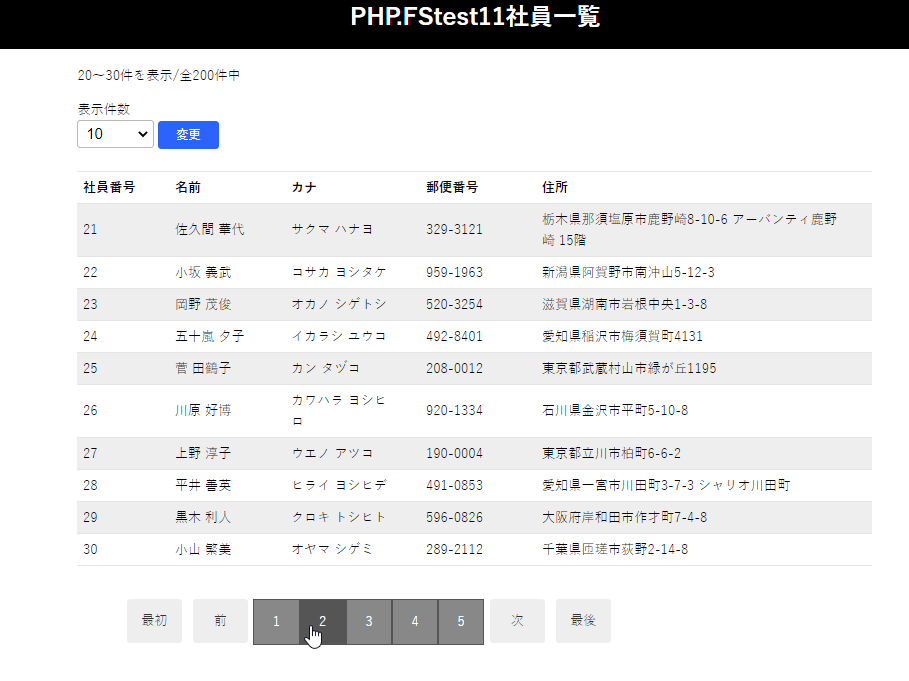 PHP.FStest11社員一覧
20～30件を表示/全200件中
表示件数
10 変更
社員番号 名前 カナ 郵便番号 住所
21 佐久間 華代 サクマ ハナヨ 329-3121 栃木県那須塩原市鹿野崎8-10-6 アーバンティ鹿野
崎 15階
22 小坂 義武 コサカ ヨシタケ 959-1963 新潟県阿賀野市南沖山5-12-3
23 岡野 茂俊 オカノ シゲトシ 520-3254 滋賀県湖南市岩根中央1-3-8
24 五十嵐 夕子 イカラシ ユウコ 492-8401 愛知県稲沢市梅須賀町4131
25 菅 田鶴子 カン タヅコ 208-0012 東京都武蔵村山市緑が丘1195
26 川原 好博 カワハラ ヨシヒ
ロ 920-1334 石川県金沢市平町5-10-8
27 上野 淳子 ウエノ アツコ 190-0004 東京都立川市柏町6-6-2
28 平井 善英 ヒライ ヨシヒデ 491-0853 愛知県一宮市川田町3-7-3 シャリオ川田町
29 黒木 利人 クロキ トシヒト 596-0826 大阪府岸和田市作才町7-4-8
30 小山 繁美 オヤマ シゲミ 289-2112 千葉県匝瑳市荻野2-14-8
最初 前 1 2 3 4 5 次 最後